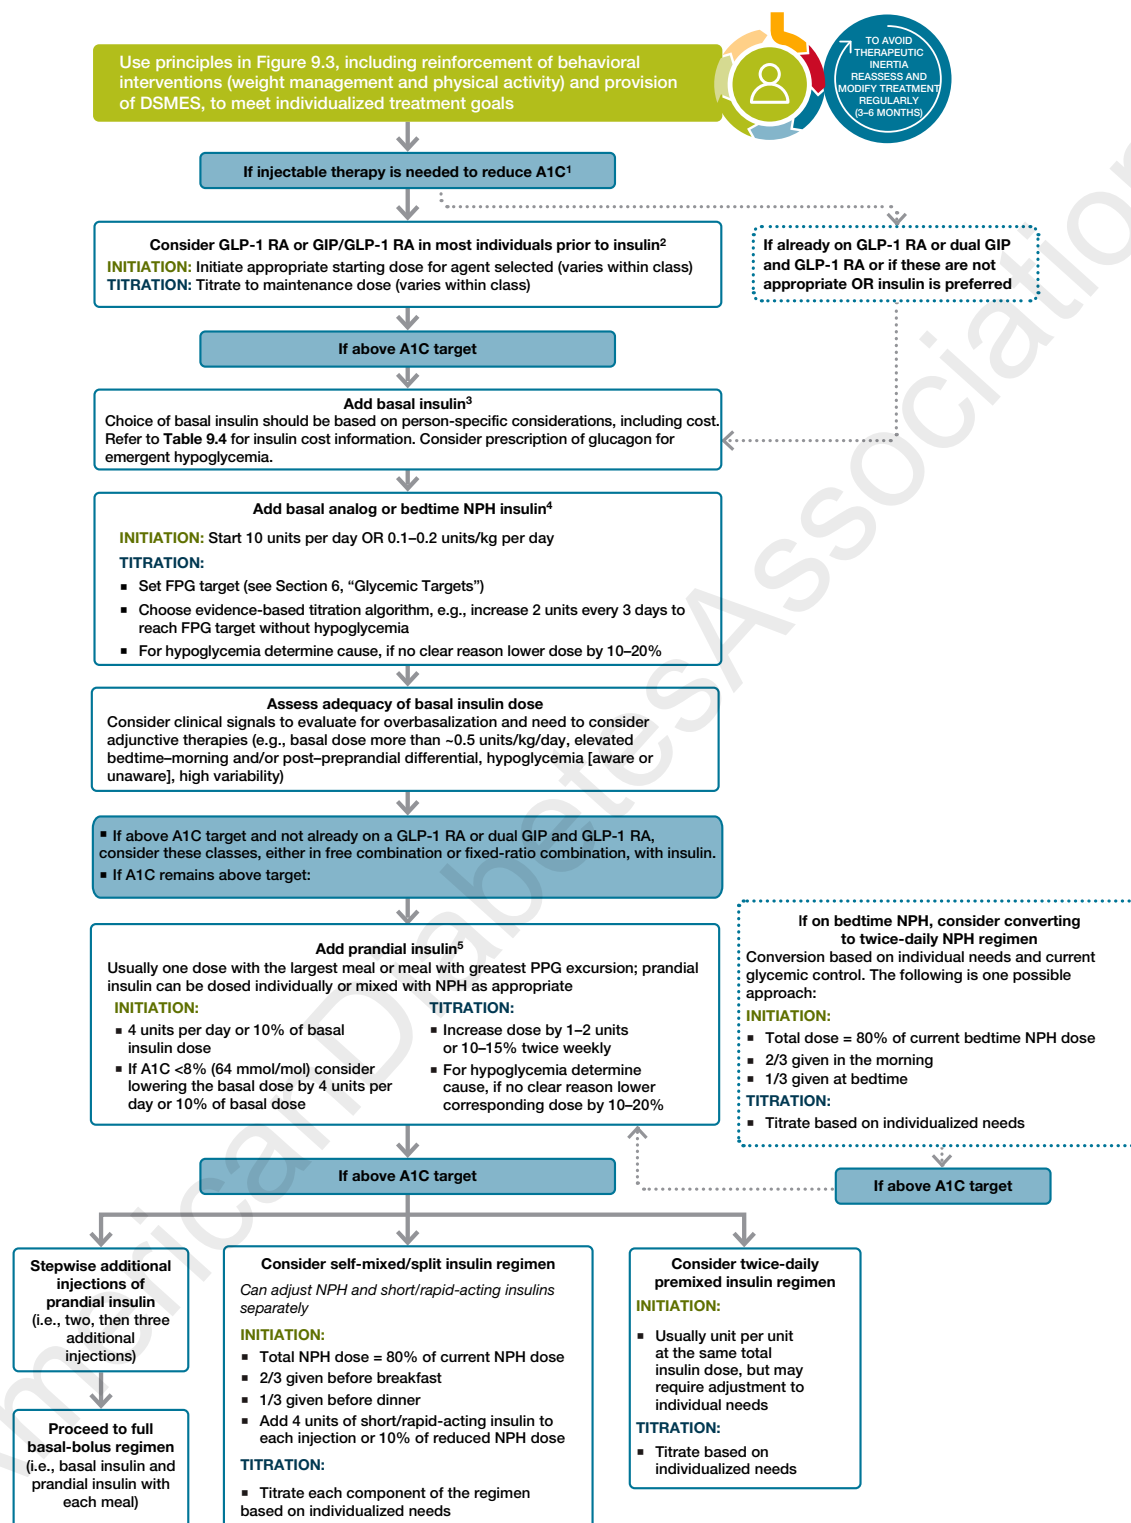 Use principles in Figure 9.3, including reinforcement of behavioral
interventions (weight management and physical activity) and provision
of DSMES, to meet individualized treatment goals
TO AVOID
THERAPEUTIC
INERTIA
REASSESS AND
MODIFY TREATMENT
REGULARLY
(3–6 MONTHS)
If injectable therapy is needed to reduce A1C¹
Consider GLP-1 RA or GIP/GLP-1 RA in most individuals prior to insulin²
INITIATION: Initiate appropriate starting dose for agent selected (varies within class)
TITRATION: Titrate to maintenance dose (varies within class)
If already on GLP-1 RA or dual GIP
and GLP-1 RA or if these are not
appropriate OR insulin is preferred
If above A1C target
Add basal insulin³
Choice of basal insulin should be based on person-specific considerations, including cost.
Refer to Table 9.4 for insulin cost information. Consider prescription of glucagon for
emergent hypoglycemia.
Add basal analog or bedtime NPH insulin⁴
INITIATION: Start 10 units per day OR 0.1–0.2 units/kg per day
TITRATION:
▪ Set FPG target (see Section 6, “Glycemic Targets”)
▪ Choose evidence-based titration algorithm, e.g., increase 2 units every 3 days to
reach FPG target without hypoglycemia
▪ For hypoglycemia determine cause, if no clear reason lower dose by 10–20%
Assess adequacy of basal insulin dose
Consider clinical signals to evaluate for overbasalization and need to consider
adjunctive therapies (e.g., basal dose more than ~0.5 units/kg/day, elevated
bedtime–morning and/or post–preprandial differential, hypoglycemia [aware or
unaware], high variability)
▪ If above A1C target and not already on a GLP-1 RA or dual GIP and GLP-1 RA,
consider these classes, either in free combination or fixed-ratio combination, with insulin.
▪ If A1C remains above target:
Add prandial insulin⁵
Usually one dose with the largest meal or meal with greatest PPG excursion; prandial
insulin can be dosed individually or mixed with NPH as appropriate
INITIATION:
▪ 4 units per day or 10% of basal
insulin dose
▪ If A1C <8% (64 mmol/mol) consider
lowering the basal dose by 4 units per
day or 10% of basal dose
TITRATION:
▪ Increase dose by 1–2 units
or 10–15% twice weekly
▪ For hypoglycemia determine
cause, if no clear reason lower
corresponding dose by 10–20%
If on bedtime NPH, consider converting
to twice-daily NPH regimen
Conversion based on individual needs and current
glycemic control. The following is one possible
approach:
INITIATION:
▪ Total dose = 80% of current bedtime NPH dose
▪ 2/3 given in the morning
▪ 1/3 given at bedtime
TITRATION:
▪ Titrate based on individualized needs
If above A1C target
If above A1C target
Stepwise additional
injections of
prandial insulin
(i.e., two, then three
additional
injections)
Proceed to full
basal-bolus regimen
(i.e., basal insulin and
prandial insulin with
each meal)
Consider self-mixed/split insulin regimen
Can adjust NPH and short/rapid-acting insulins
separately
INITIATION:
▪ Total NPH dose = 80% of current NPH dose
▪ 2/3 given before breakfast
▪ 1/3 given before dinner
▪ Add 4 units of short/rapid-acting insulin to
each injection or 10% of reduced NPH dose
TITRATION:
▪ Titrate each component of the regimen
based on individualized needs
Consider twice-daily
premixed insulin regimen
INITIATION:
▪ Usually unit per unit
at the same total
insulin dose, but may
require adjustment to
individual needs
TITRATION:
▪ Titrate based on
individualized needs
American Diabetes Association